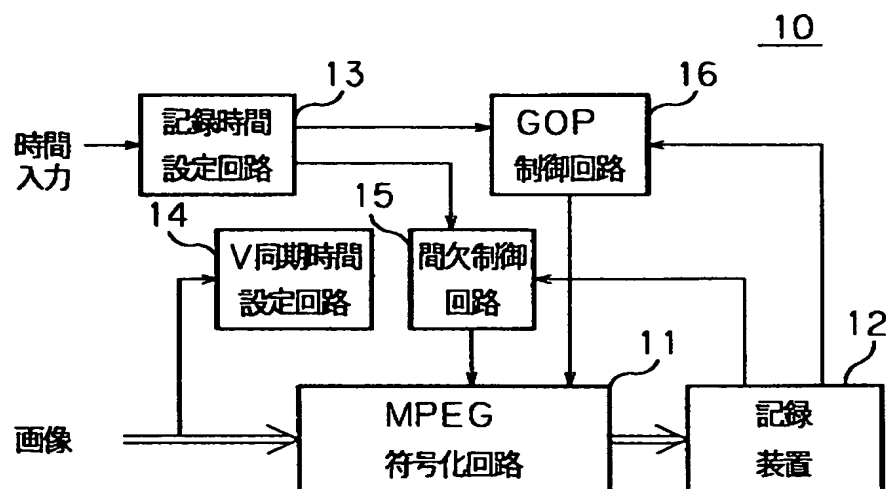 10
13
16
時間
入力
記録時間
設定回路
GOP
制御回路
14
15
V同期時間
設定回路
間欠制御
回路
11
12
画像
MPEG
符号化回路
記録
装置